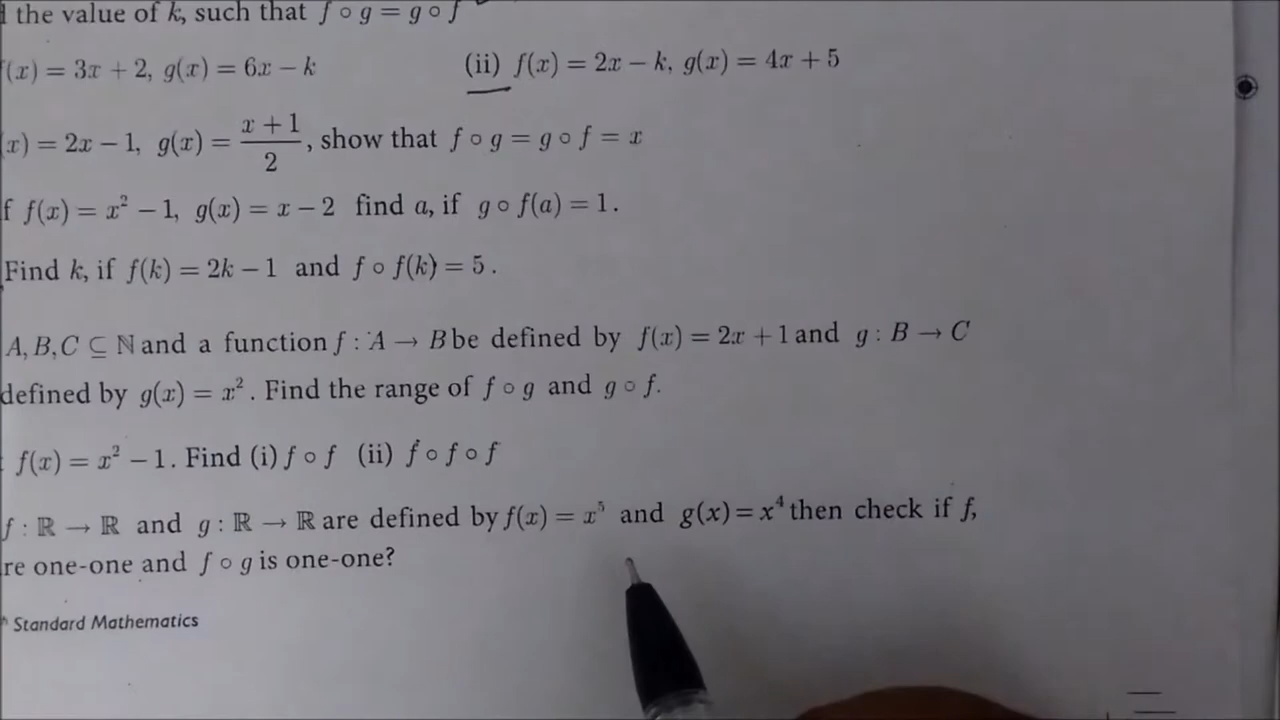 the value of k, such that f ∘ g = g ∘ f
f(x) = 3x + 2, g(x) = 6x − k (ii) f(x) = 2x − k, g(x) = 4x + 5
(x) = 2x − 1, g(x) = (x + 1)/2, show that f ∘ g = g ∘ f = x
f f(x) = x² − 1, g(x) = x − 2 find a, if g ∘ f(a) = 1.
Find k, if f(k) = 2k − 1 and f ∘ f(k) = 5.
A, B, C ⊆ ℕ and a function f : A → B be defined by f(x) = 2x + 1 and g : B → C
defined by g(x) = x². Find the range of f ∘ g and g ∘ f.
f(x) = x² − 1. Find (i) f ∘ f (ii) f ∘ f ∘ f
f : ℝ → ℝ and g : ℝ → ℝ are defined by f(x) = x⁵ and g(x) = x⁴ then check if f,
re one-one and f ∘ g is one-one?
Standard Mathematics